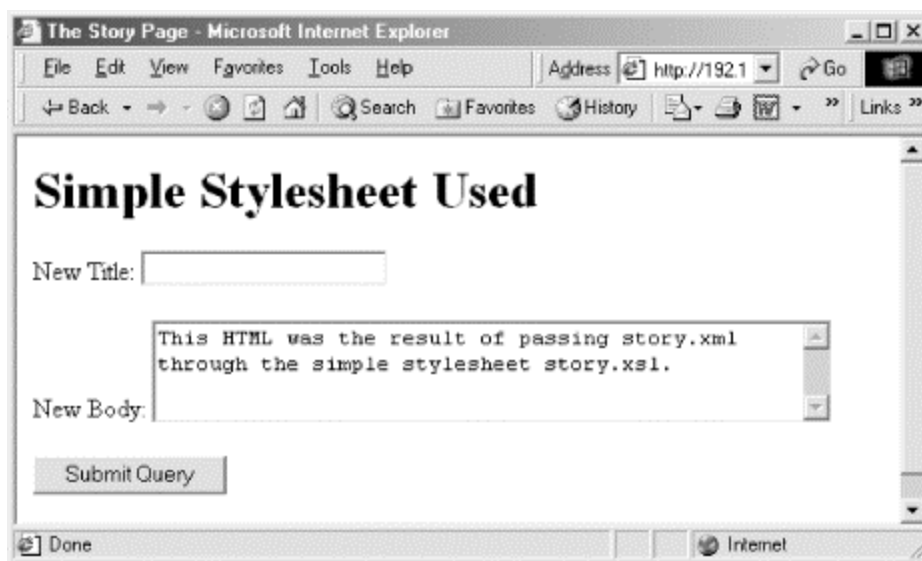 The Story Page - Microsoft Internet Explorer
File Edit View Favorites Tools Help Address http://192.1 Go
Back Search Favorites History Links »
Simple Stylesheet Used
New Title:
This HTML was the result of passing story.xml
through the simple stylesheet story.xsl.
New Body:
Submit Query
Done Internet